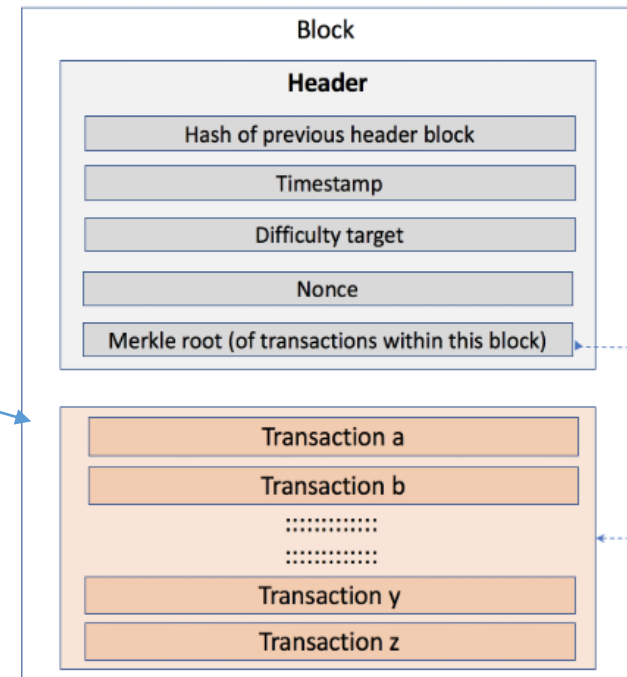 Block
Header
Hash of previous header block
Timestamp
Difficulty target
Nonce
Merkle root (of transactions within this block)
Transaction a
Transaction b
:::::::::::::
:::::::::::::
Transaction y
Transaction z